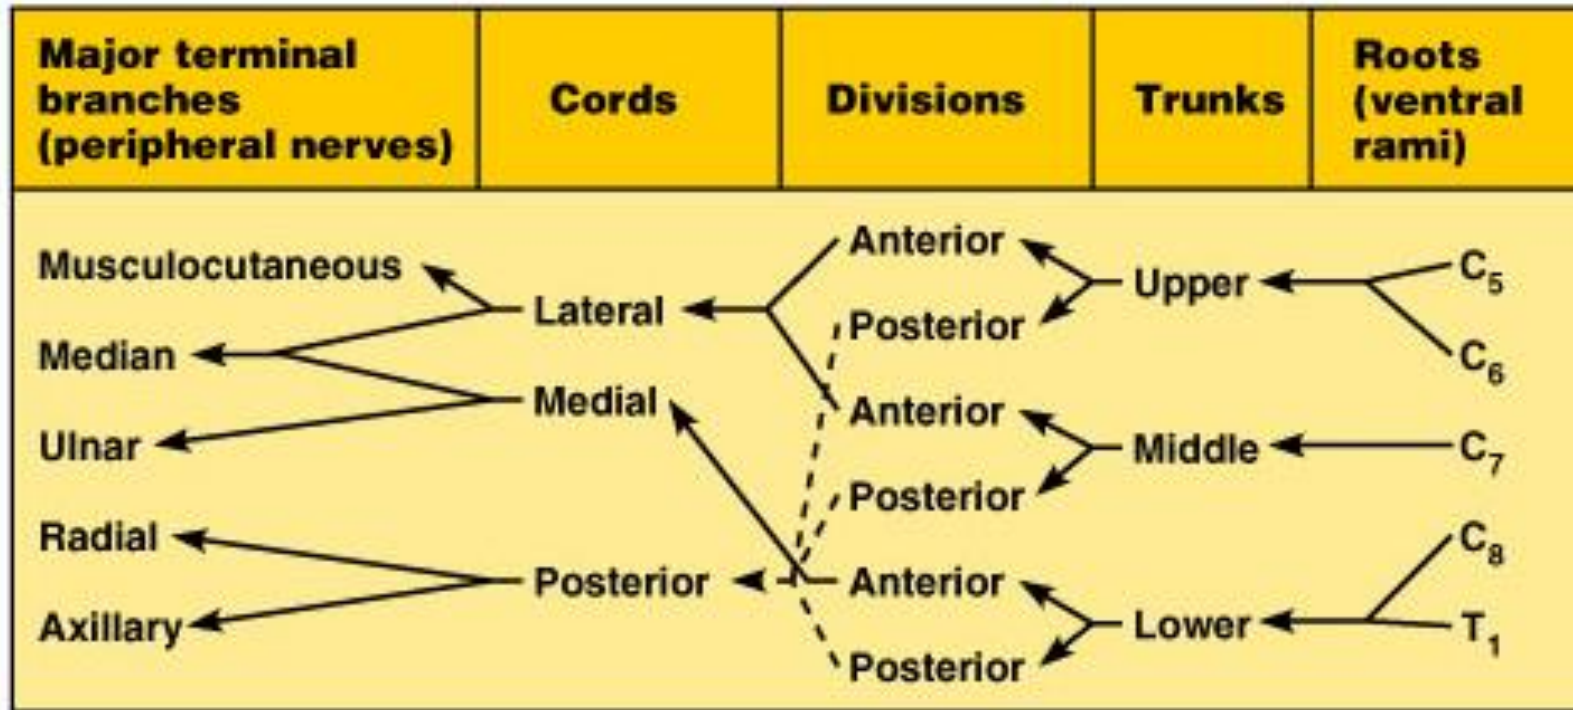 Major terminal
branches
(peripheral nerves)
Cords
Divisions
Trunks
Roots
(ventral
rami)
Musculocutaneous
Median
Ulnar
Radial
Axillary
Lateral
Medial
Posterior
Anterior
Posterior
Anterior
Posterior
Anterior
Posterior
Upper
Middle
Lower
C₅
C₆
C₇
C₈
T₁